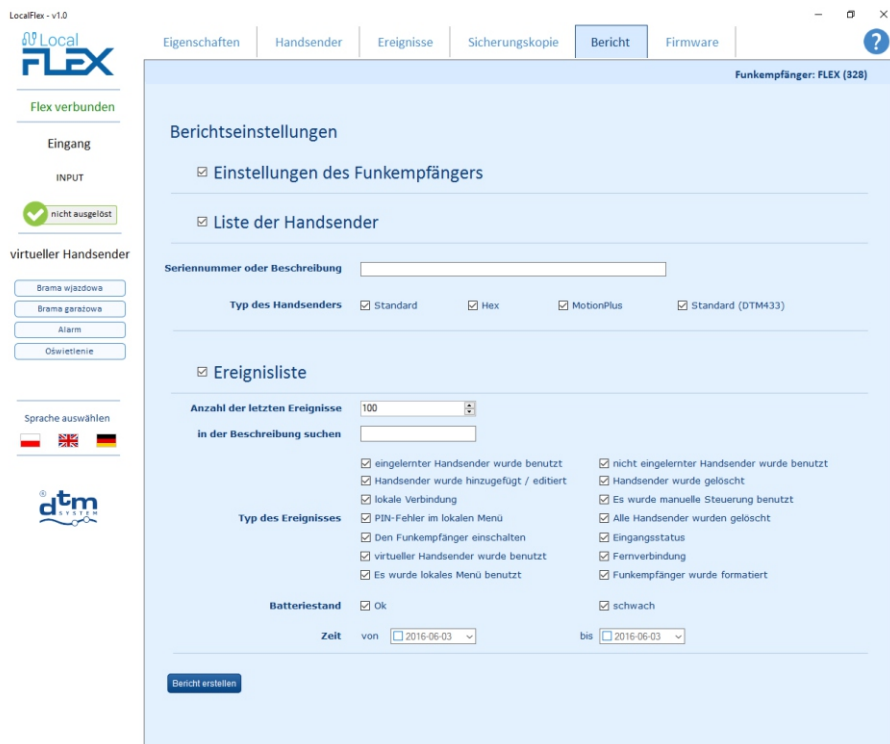 LocalFlex - v1.0
Local
FLEX
Eigenschaften Handsender Ereignisse Sicherungskopie Bericht Firmware
?
Funkempfänger: FLEX (328)
Flex verbunden
Eingang
INPUT
nicht ausgelöst
virtueller Handsender
Brama wjazdowa
Brama garażowa
Alarm
Oświetlenie
Sprache auswählen
dtm
SYSTEM
Berichtseinstellungen
Einstellungen des Funkempfängers
Liste der Handsender
Seriennummer oder Beschreibung
Typ des Handsenders Standard Hex MotionPlus Standard (DTM433)
Ereignisliste
Anzahl der letzten Ereignisse 100
in der Beschreibung suchen
Typ des Ereignisses
eingelernter Handsender wurde benutzt nicht eingelernter Handsender wurde benutzt
Handsender wurde hinzugefügt / editiert Handsender wurde gelöscht
lokale Verbindung Es wurde manuelle Steuerung benutzt
PIN-Fehler im lokalen Menü Alle Handsender wurden gelöscht
Den Funkempfänger einschalten Eingangsstatus
virtueller Handsender wurde benutzt Fernverbindung
Es wurde lokales Menü benutzt Funkempfänger wurde formatiert
Batteriestand Ok schwach
Zeit von 2016-06-03 bis 2016-06-03
Bericht erstellen